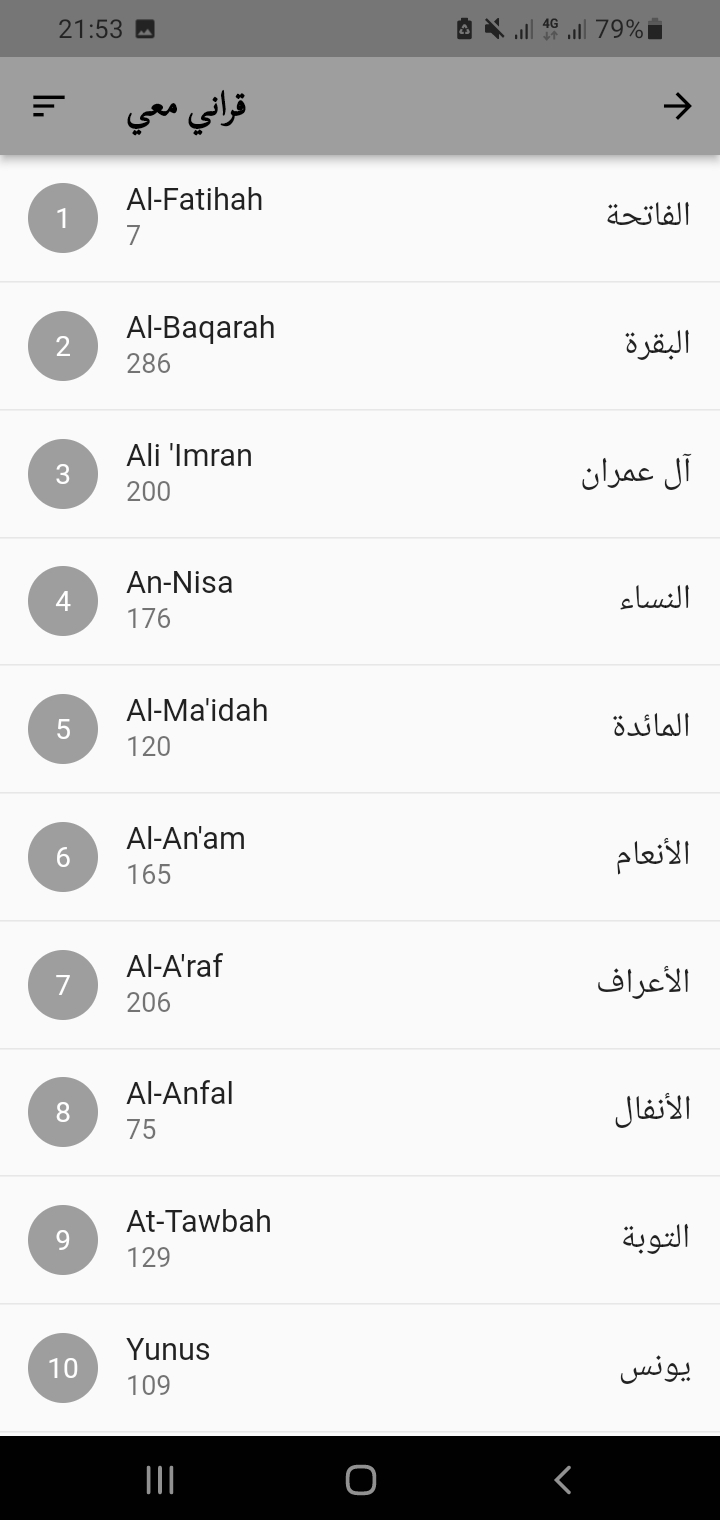 21:53 4G 79%
قراني معي
1 Al-Fatihah الفاتحة
7
2 Al-Baqarah البقرة
286
3 Ali 'Imran آل عمران
200
4 An-Nisa النساء
176
5 Al-Ma'idah المائدة
120
6 Al-An'am الأنعام
165
7 Al-A'raf الأعراف
206
8 Al-Anfal الأنفال
75
9 At-Tawbah التوبة
129
10 Yunus يونس
109